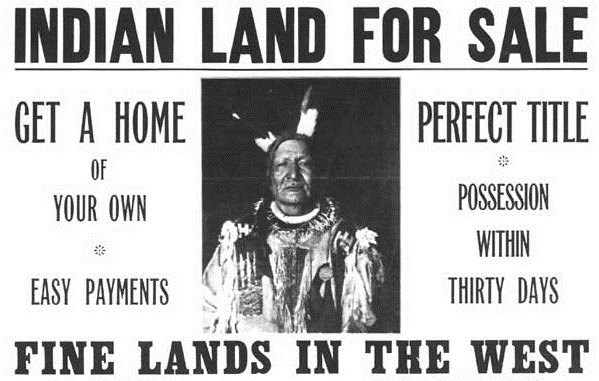 INDIAN LAND FOR SALE
GET A HOME
OF
YOUR OWN
※
EASY PAYMENTS
PERFECT TITLE
※
POSSESSION
WITHIN
THIRTY DAYS
FINE LANDS IN THE WEST